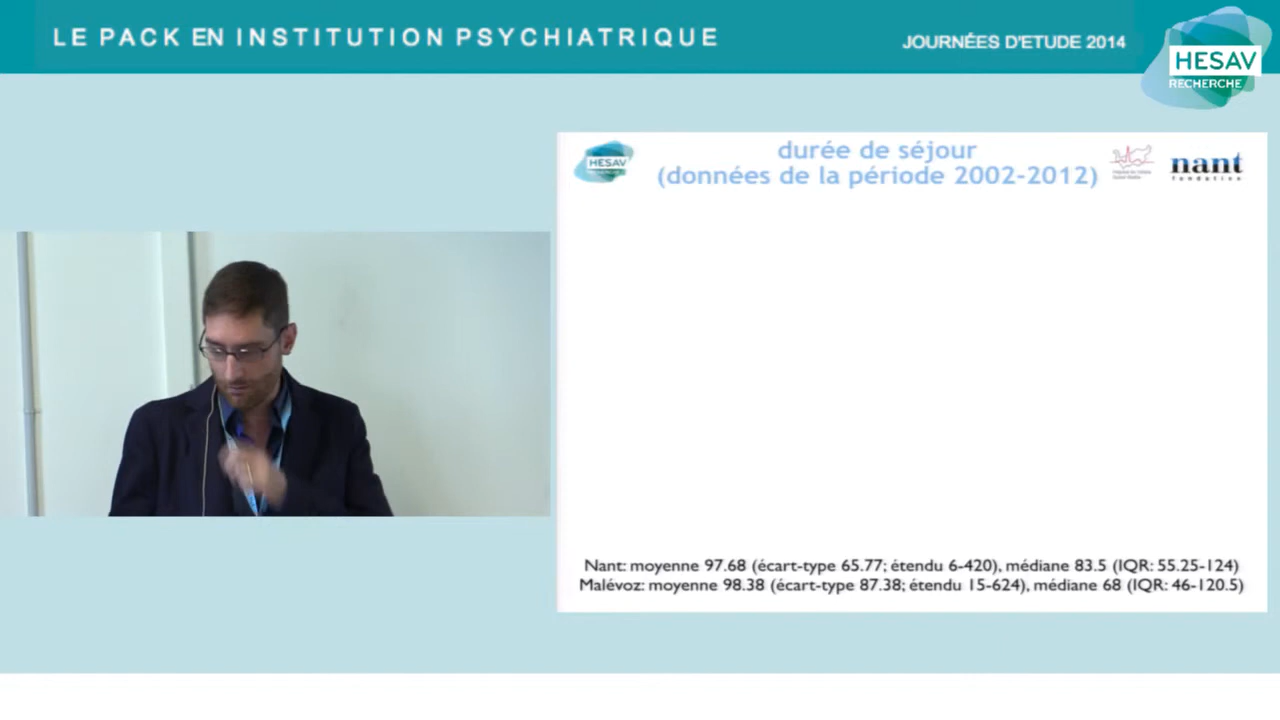 LE PACK EN INSTITUTION PSYCHIATRIQUE
JOURNÉES D'ETUDE 2014
HESAV
RECHERCHE
HESAV
durée de séjour
(données de la période 2002-2012)
nant
fondation
Nant: moyenne 97.68 (écart-type 65.77; étendu 6-420), médiane 83.5 (IQR: 55.25-124)
Malévoz: moyenne 98.38 (écart-type 87.38; étendu 15-624), médiane 68 (IQR: 46-120.5)